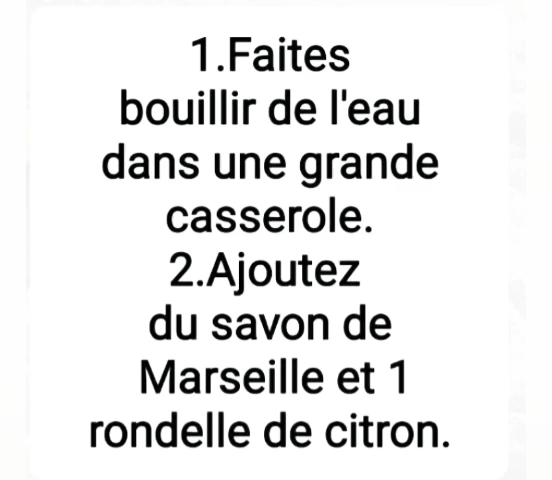 1.Faites
bouillir de l'eau
dans une grande
casserole.
2.Ajoutez
du savon de
Marseille et 1
rondelle de citron.